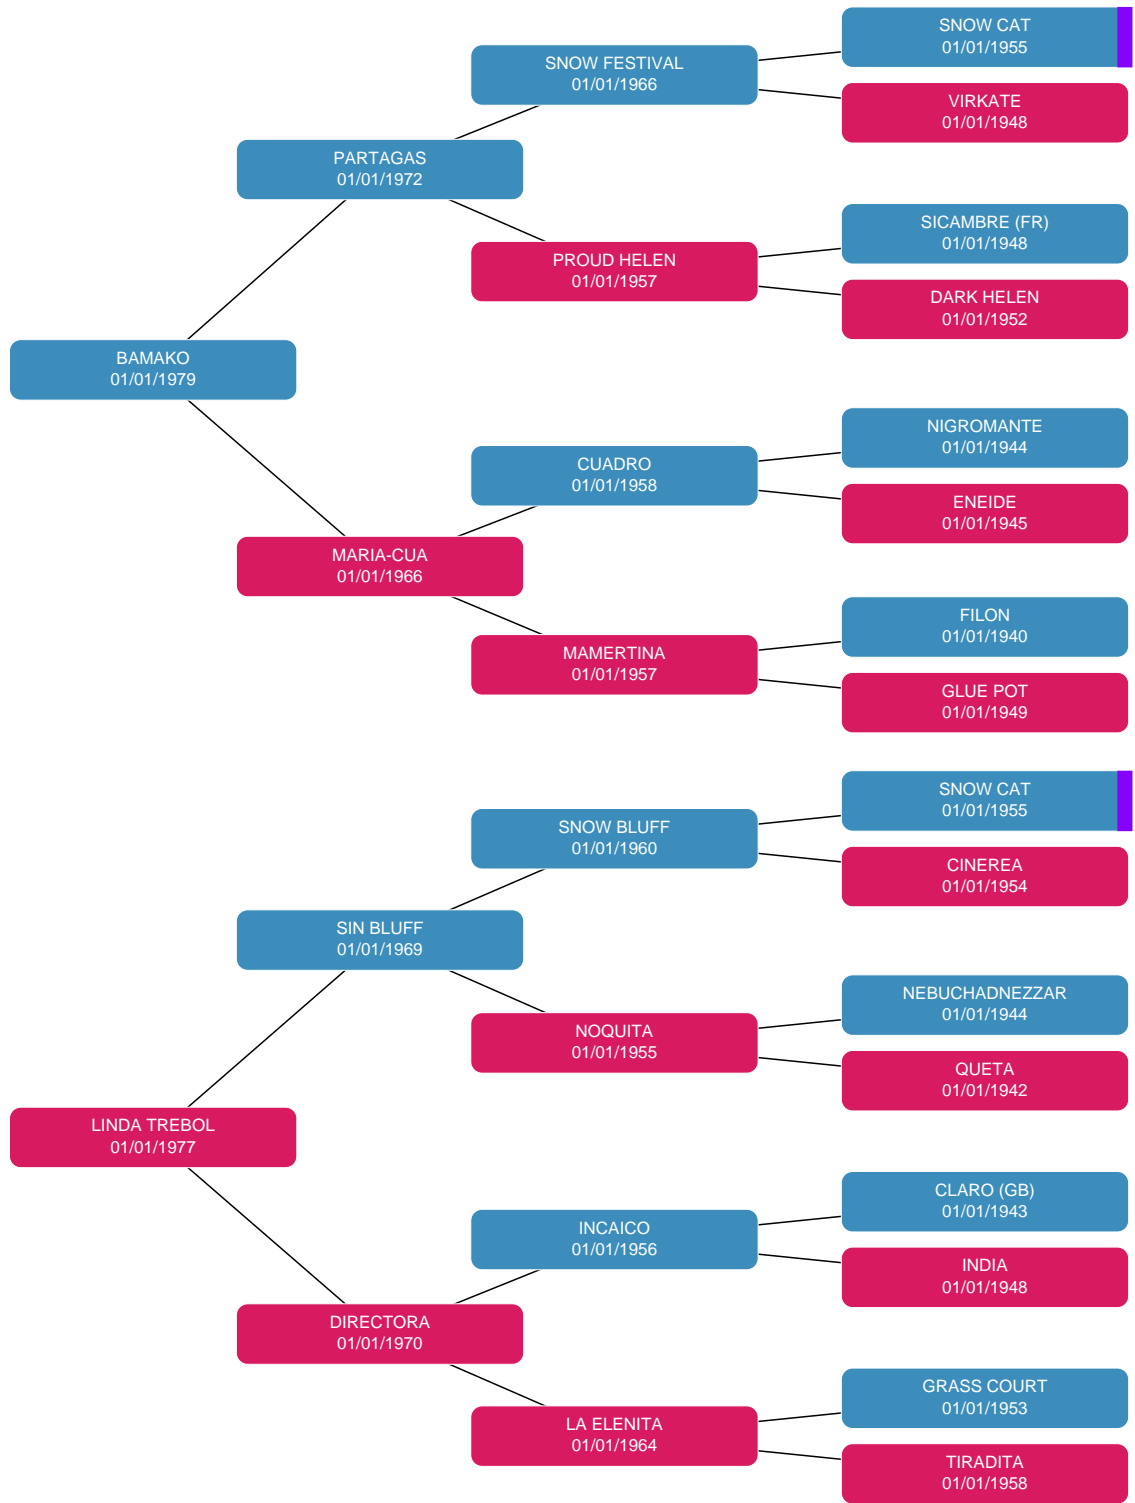 SNOW CAT
01/01/1955
SNOW FESTIVAL
01/01/1966
VIRKATE
01/01/1948
PARTAGAS
01/01/1972
SICAMBRE (FR)
01/01/1948
PROUD HELEN
01/01/1957
DARK HELEN
01/01/1952
BAMAKO
01/01/1979
NIGROMANTE
01/01/1944
CUADRO
01/01/1958
ENEIDE
01/01/1945
MARIA-CUA
01/01/1966
FILON
01/01/1940
MAMERTINA
01/01/1957
GLUE POT
01/01/1949
SNOW CAT
01/01/1955
SNOW BLUFF
01/01/1960
CINEREA
01/01/1954
SIN BLUFF
01/01/1969
NEBUCHADNEZZAR
01/01/1944
NOQUITA
01/01/1955
QUETA
01/01/1942
LINDA TREBOL
01/01/1977
CLARO (GB)
01/01/1943
INCAICO
01/01/1956
INDIA
01/01/1948
DIRECTORA
01/01/1970
GRASS COURT
01/01/1953
LA ELENITA
01/01/1964
TIRADITA
01/01/1958